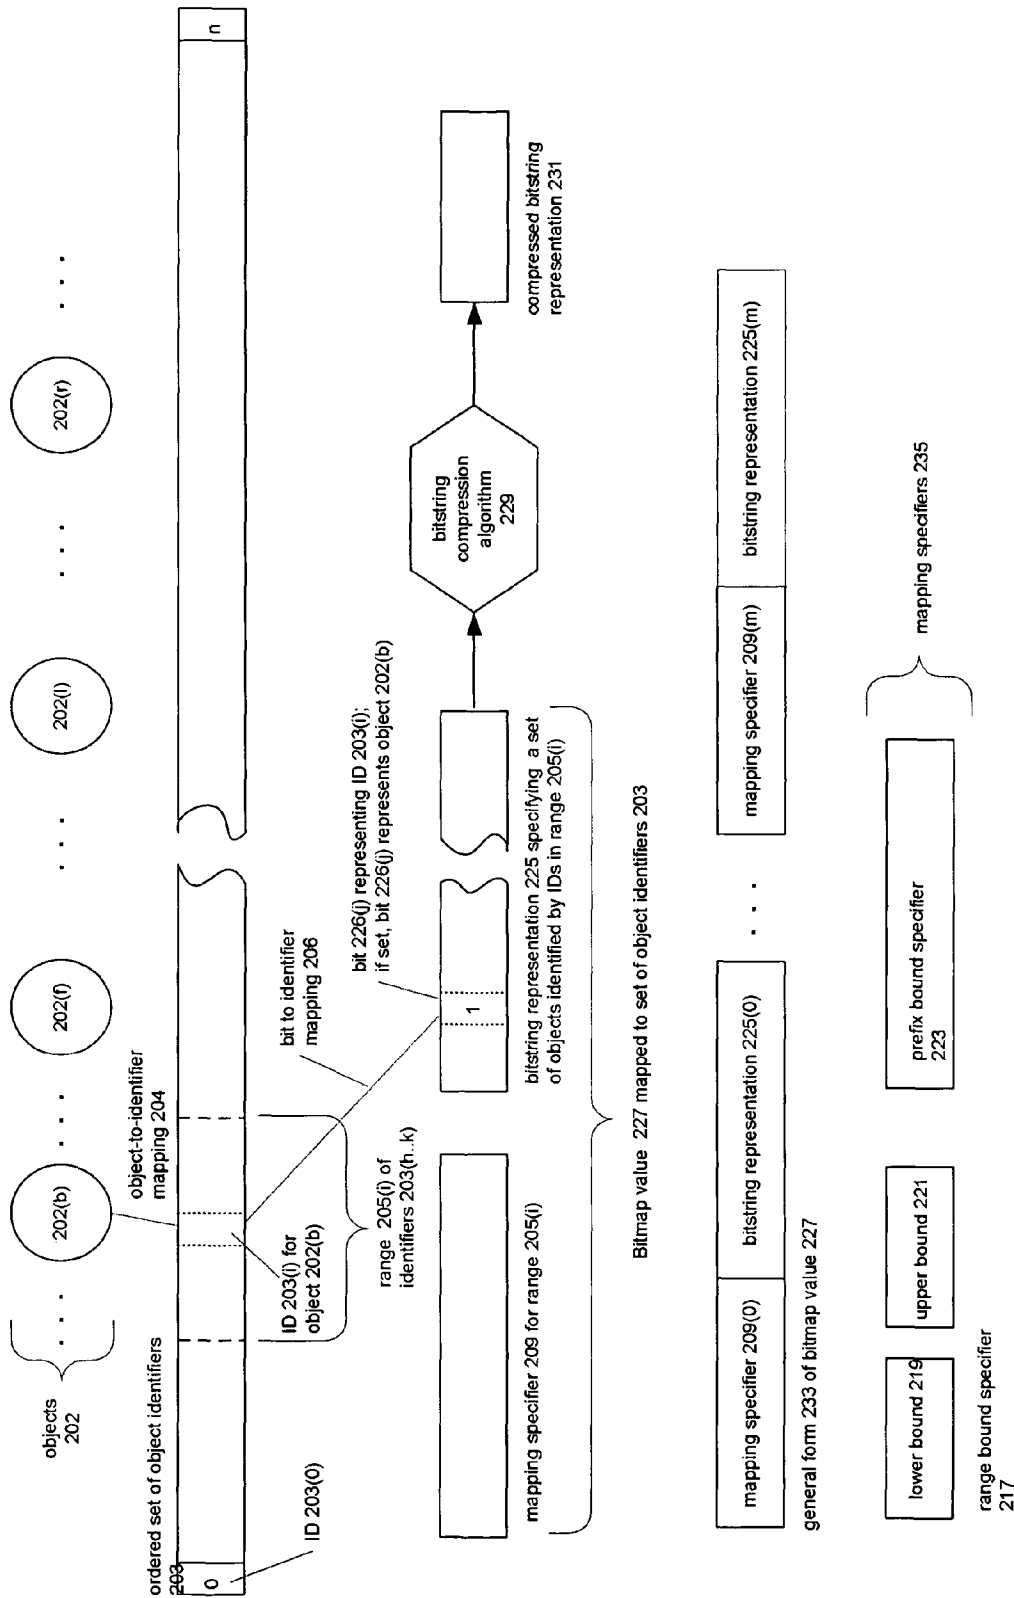 objects
202
. . .
202(b)
. . . .
202(f)
. . .
202(l)
. . .
202(r)
. . .
object-to-identifier
mapping 204
ordered set of object identifiers
203
0
n
ID 203(0)
ID 203(i) for
object 202(b)
range 205(i) of
identifiers 203(h..k)
bit to identifier
mapping 206
bit 226(j) representing ID 203(i);
if set, bit 226(j) represents object 202(b)
1
bitstring
compression
algorithm
229
mapping specifier 209 for range 205(i)
bitstring representation 225 specifying a set
of objects identified by IDs in range 205(i)
compressed bitstring
representation 231
Bitmap value 227 mapped to set of object identifiers 203
mapping specifier 209(0)
bitstring representation 225(0)
. . .
mapping specifier 209(m)
bitstring representation 225(m)
general form 233 of bitmap value 227
lower bound 219
upper bound 221
prefix bound specifier
223
mapping specifiers 235
range bound specifier
217